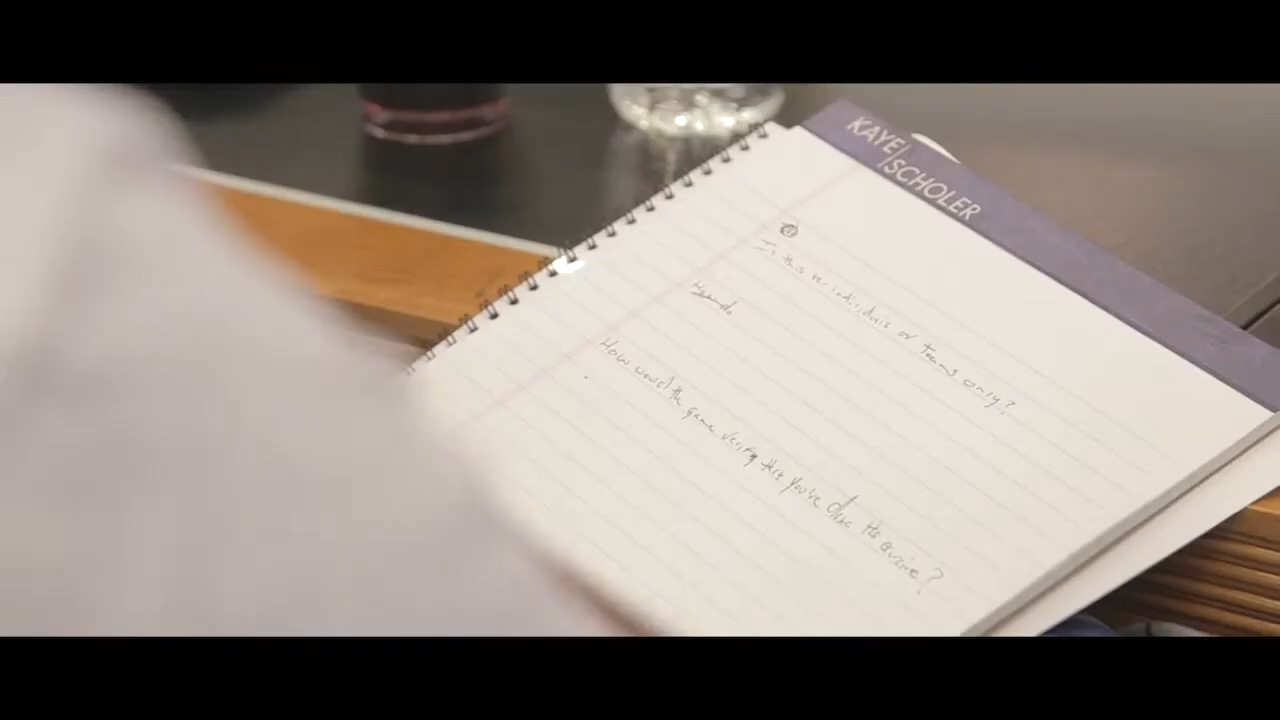 KAYE
SCHOLER
Is this for individuals or Teams only?
How would the game verify that you've done the exercise?